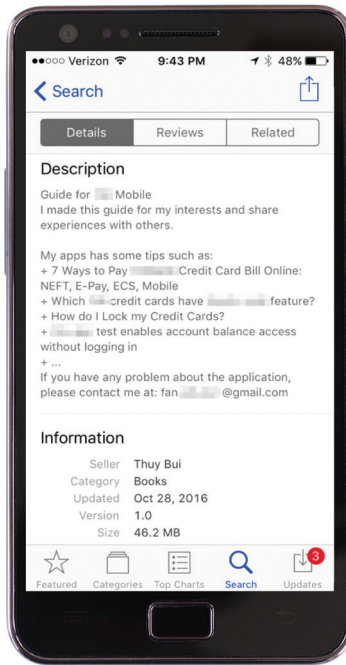 Verizon 9:43 PM 48%
Search
Details Reviews Related
Description
Guide for Mobile
I made this guide for my interests and share
experiences with others.
My apps has some tips such as:
+ 7 Ways to Pay Credit Card Bill Online:
NEFT, E-Pay, ECS, Mobile
+ Which credit cards have feature?
+ How do I Lock my Credit Cards?
+ test enables account balance access
without logging in
+ ...
If you have any problem about the application,
please contact me at: fan @gmail.com
Information
Seller Thuy Bui
Category Books
Updated Oct 28, 2016
Version 1.0
Size 46.2 MB
3
Featured Categories Top Charts Search Updates